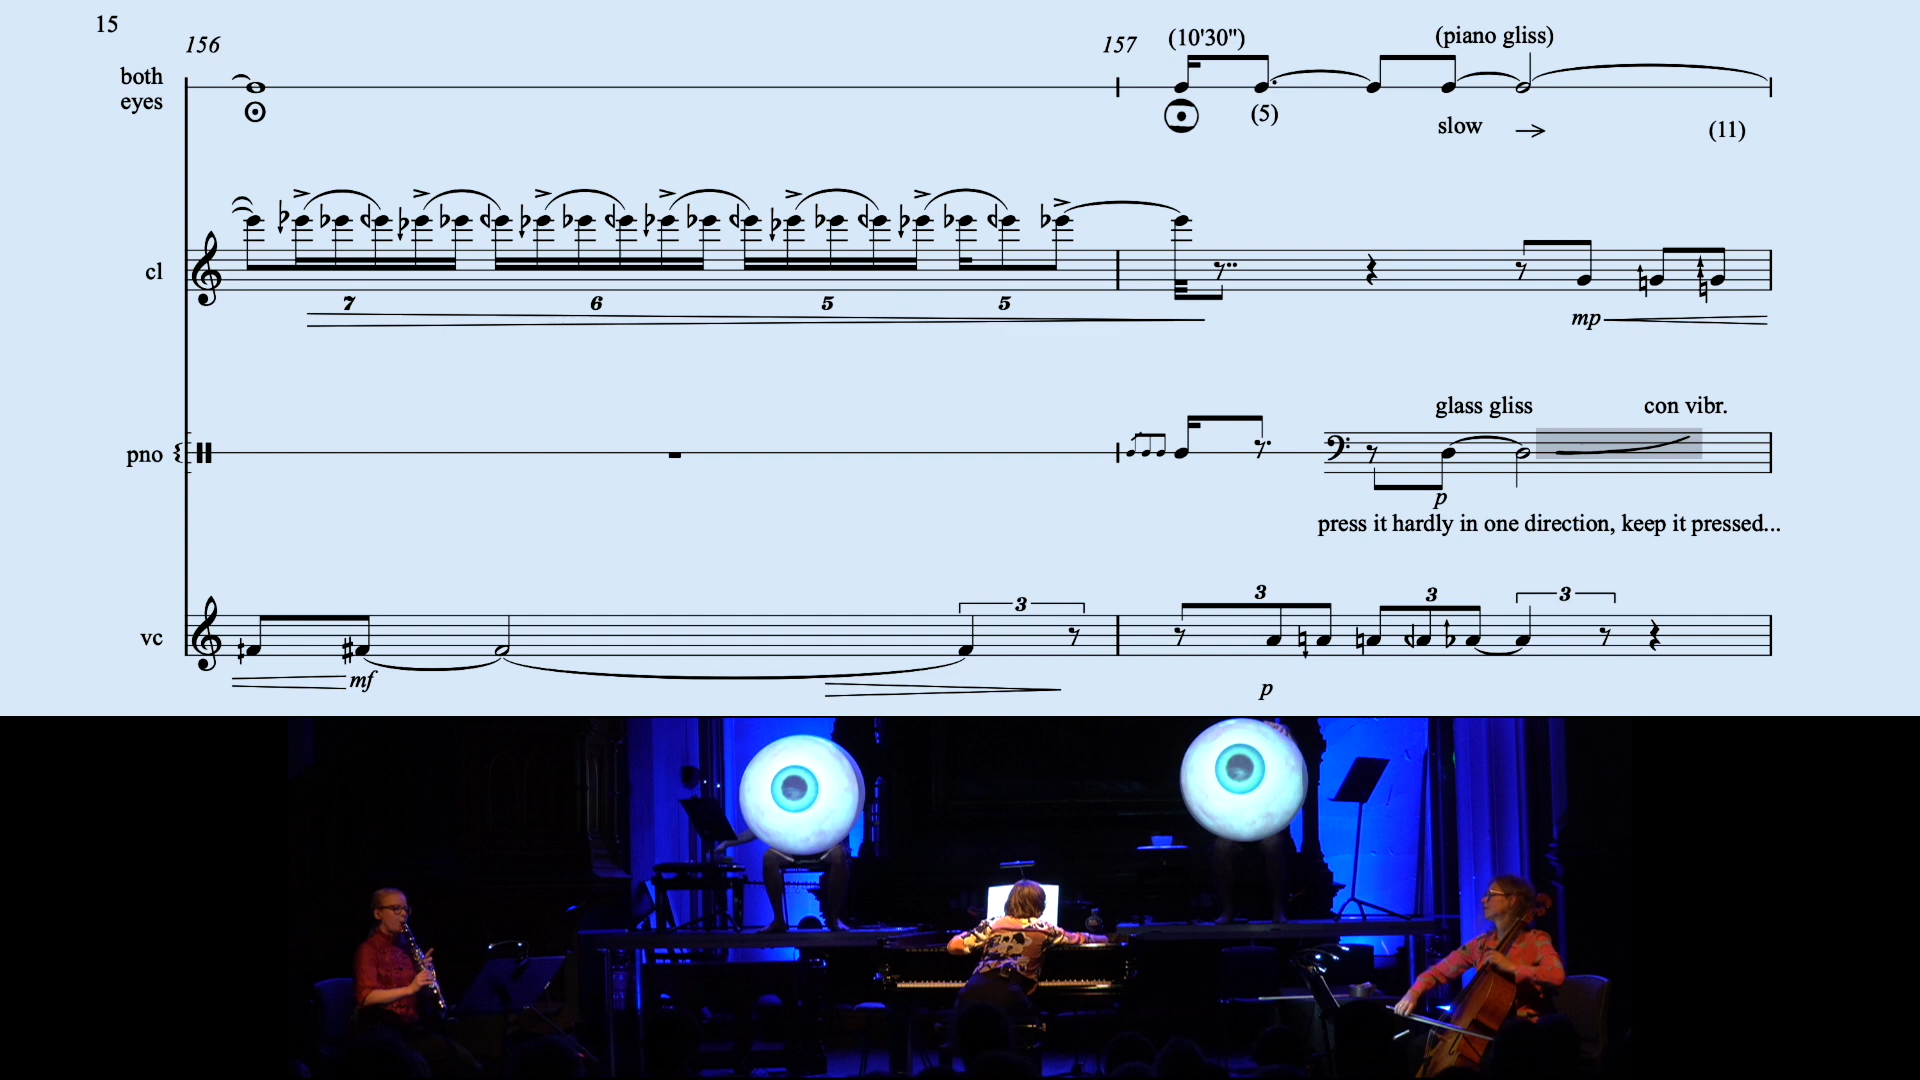 15
156
157
(10'30")
(piano gliss)
both
eyes
(5)
slow
(11)
cl
7
6
5
5
mp
glass gliss
con vibr.
pno
p
press it hardly in one direction, keep it pressed...
3
3
3
3
vc
mf
p